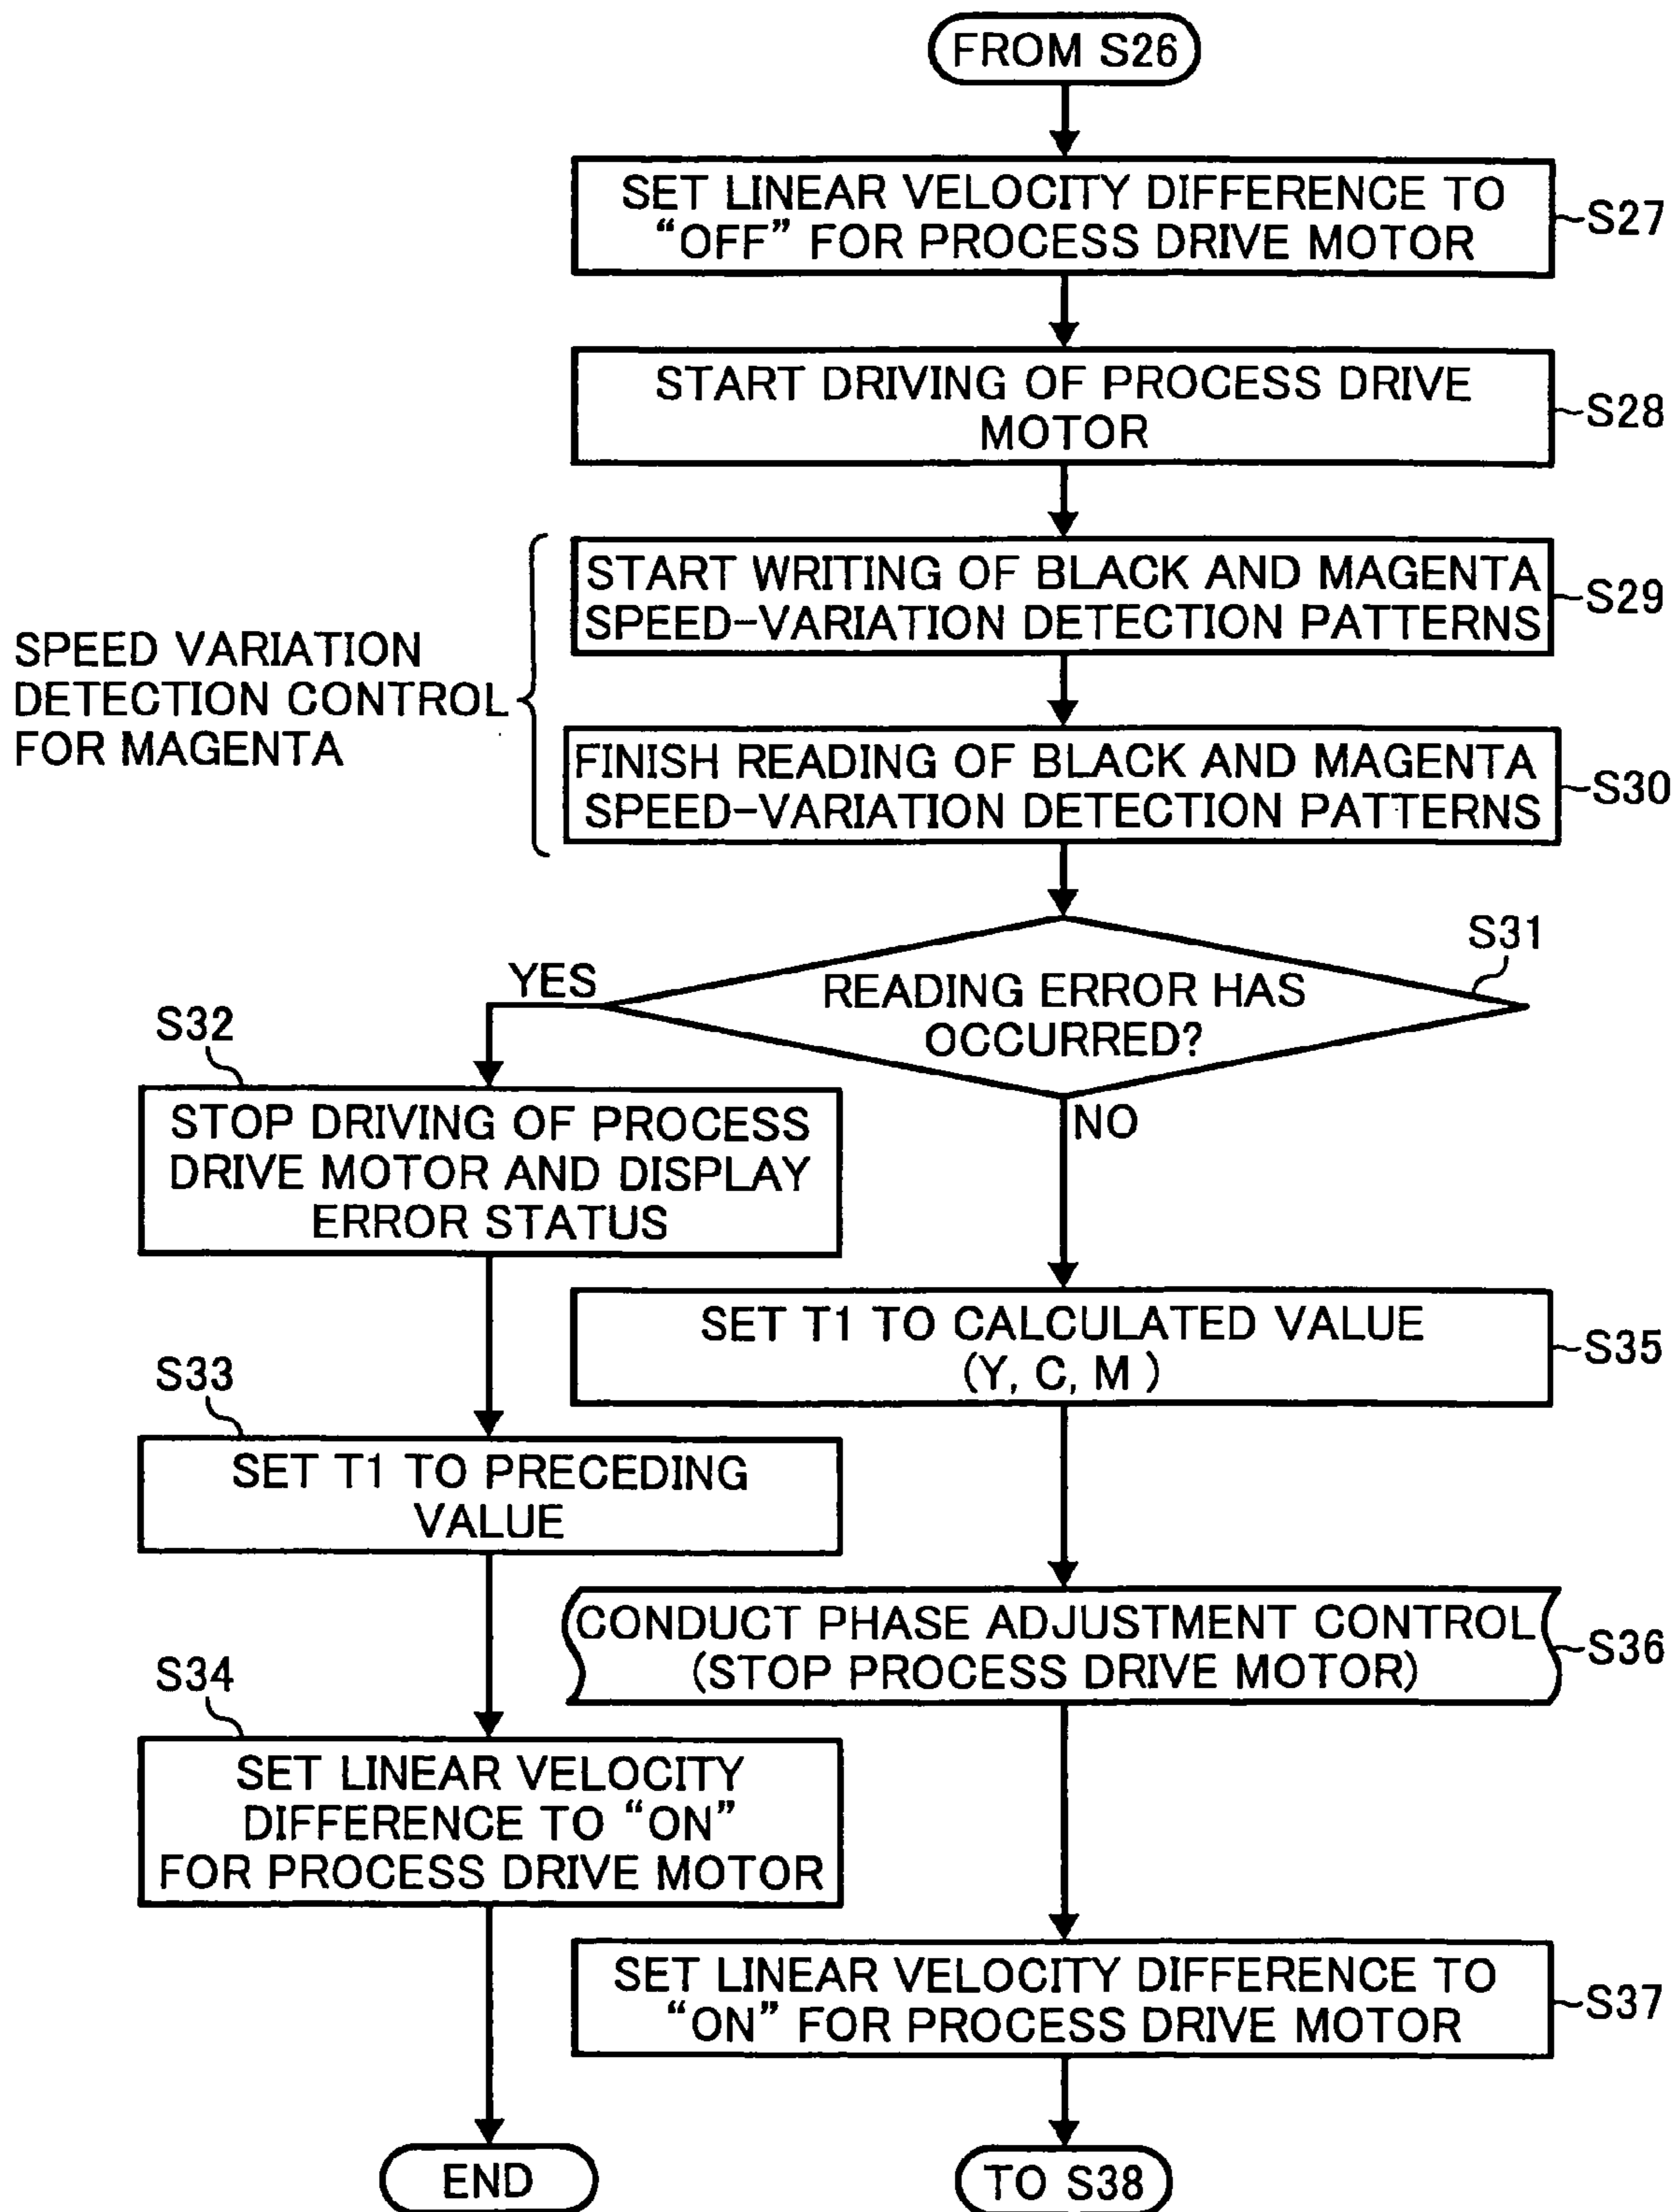 FROM S26
SET LINEAR VELOCITY DIFFERENCE TO
“OFF” FOR PROCESS DRIVE MOTOR
S27
START DRIVING OF PROCESS DRIVE
MOTOR
S28
SPEED VARIATION
DETECTION CONTROL
FOR MAGENTA
START WRITING OF BLACK AND MAGENTA
SPEED-VARIATION DETECTION PATTERNS
S29
FINISH READING OF BLACK AND MAGENTA
SPEED-VARIATION DETECTION PATTERNS
S30
S31
READING ERROR HAS
OCCURRED?
YES
NO
S32
STOP DRIVING OF PROCESS
DRIVE MOTOR AND DISPLAY
ERROR STATUS
SET T1 TO CALCULATED VALUE
(Y, C, M )
S35
S33
SET T1 TO PRECEDING
VALUE
CONDUCT PHASE ADJUSTMENT CONTROL
(STOP PROCESS DRIVE MOTOR)
S36
S34
SET LINEAR VELOCITY
DIFFERENCE TO “ON”
FOR PROCESS DRIVE MOTOR
SET LINEAR VELOCITY DIFFERENCE TO
“ON” FOR PROCESS DRIVE MOTOR
S37
END
TO S38